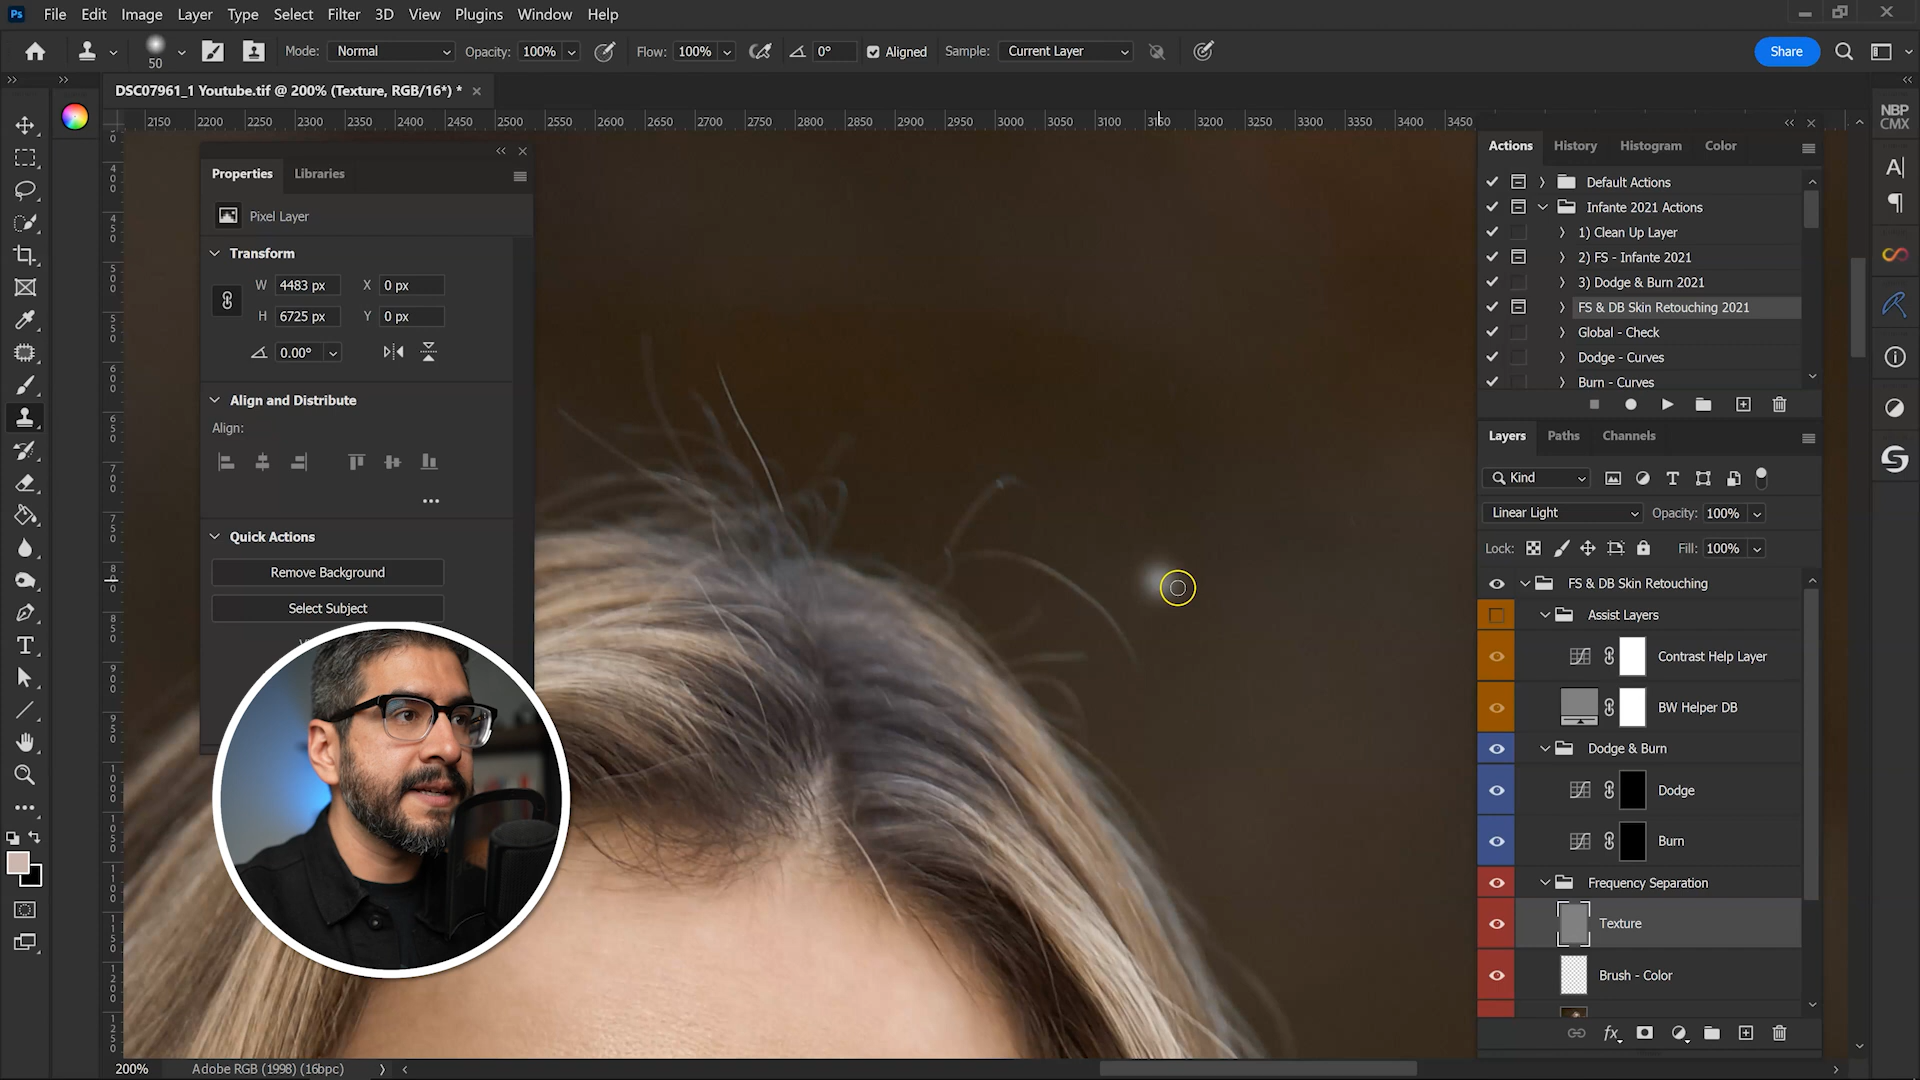 Ps File Edit Image Layer Type Select Filter 3D View Plugins Window Help
50 Mode: Normal Opacity: 100% Flow: 100% 0° Aligned Sample: Current Layer Share
DSC07961_1 Youtube.tif @ 200% (Texture, RGB/16*) *
2150 2200 2250 2300 2350 2400 2450 2500 2550 2600 2650 2700 2750 2800 2850 2900 2950 3000 3050 3100 3150 3200 3250 3300 3350 3400 3450
Properties Libraries
Pixel Layer
Transform
W 4483 px X 0 px
H 6725 px Y 0 px
0.00°
Align and Distribute
Align:
Quick Actions
Remove Background
Select Subject
Actions History Histogram Color
Default Actions
Infante 2021 Actions
1) Clean Up Layer
2) FS - Infante 2021
3) Dodge & Burn 2021
FS & DB Skin Retouching 2021
Global - Check
Dodge - Curves
Burn - Curves
Layers Paths Channels
Kind
Linear Light Opacity: 100%
Lock: Fill: 100%
FS & DB Skin Retouching
Assist Layers
Contrast Help Layer
BW Helper DB
Dodge & Burn
Dodge
Burn
Frequency Separation
Texture
Brush - Color
NBP
CMX
200% Adobe RGB (1998) (16bpc)